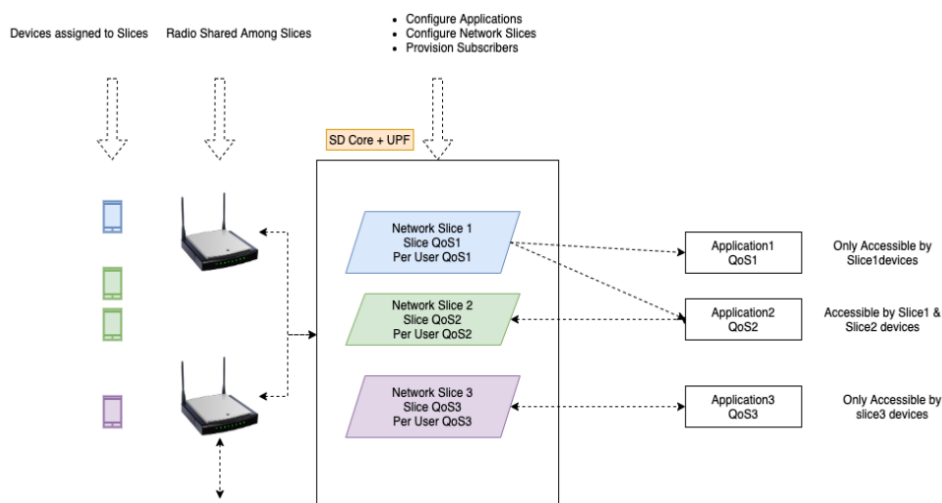 Devices assigned to Slices
Radio Shared Among Slices
• Configure Applications
• Configure Network Slices
• Provision Subscribers
SD Core + UPF
Network Slice 1
Slice QoS1
Per User QoS1
Application1
QoS1
Only Accessible by
Slice1devices
Network Slice 2
Slice QoS2
Per User QoS2
Application2
QoS2
Accessible by Slice1 &
Slice2 devices
Network Slice 3
Slice QoS3
Per User QoS3
Application3
QoS3
Only Accessible by
slice3 devices